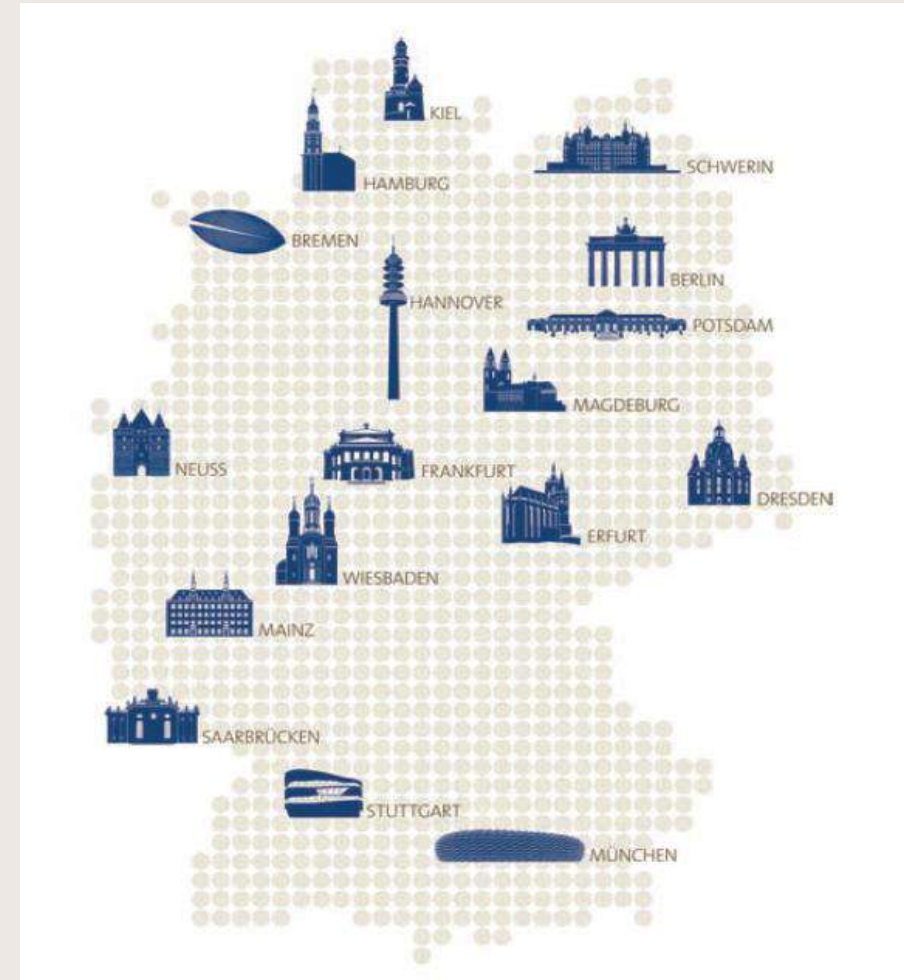 KIEL
SCHWERIN
HAMBURG
BREMEN
BERLIN
HANNOVER
POTSDAM
MAGDEBURG
NEUSS
FRANKFURT
DRESDEN
ERFURT
WIESBADEN
MAINZ
SAARBRÜCKEN
STUTTGART
MÜNCHEN